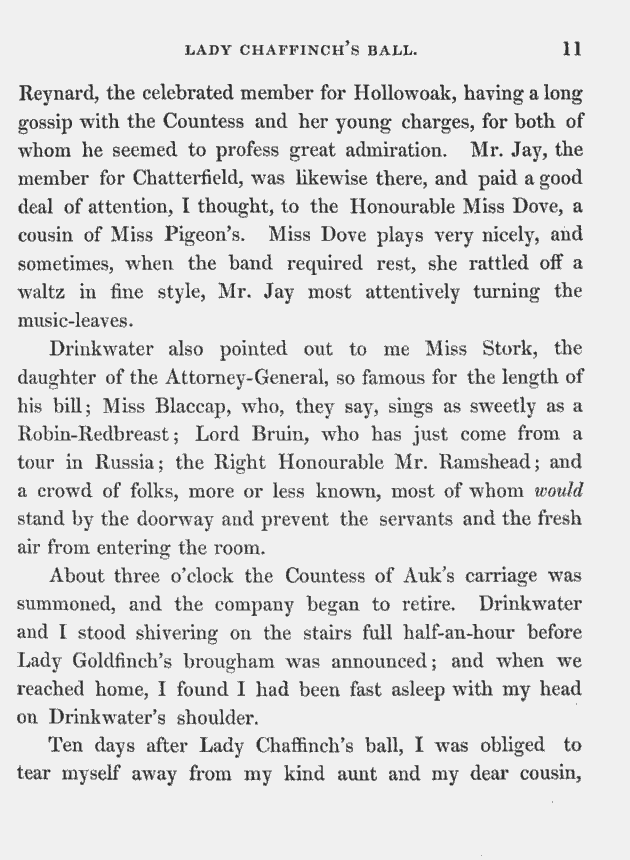 LADY CHAFFINCH'S BALL. 11
Reynard, the celebrated member for Hollowoak, having a long
gossip with the Countess and her young charges, for both of
whom he seemed to profess great admiration. Mr. Jay, the
member for Chatterfield, was likewise there, and paid a good
deal of attention, I thought, to the Honourable Miss Dove, a
cousin of Miss Pigeon's. Miss Dove plays very nicely, and
sometimes, when the band required rest, she rattled off a
waltz in fine style, Mr. Jay most attentively turning the
music-leaves.
Drinkwater also pointed out to me Miss Stork, the
daughter of the Attorney-General, so famous for the length of
his bill; Miss Blaccap, who, they say, sings as sweetly as a
Robin-Redbreast; Lord Bruin, who has just come from a
tour in Russia; the Right Honourable Mr. Ramshead; and
a crowd of folks, more or less known, most of whom would
stand by the doorway and prevent the servants and the fresh
air from entering the room.
About three o'clock the Countess of Auk's carriage was
summoned, and the company began to retire. Drinkwater
and I stood shivering on the stairs full half-an-hour before
Lady Goldfinch's brougham was announced; and when we
reached home, I found I had been fast asleep with my head
on Drinkwater's shoulder.
Ten days after Lady Chaffinch's ball, I was obliged to
tear myself away from my kind aunt and my dear cousin,